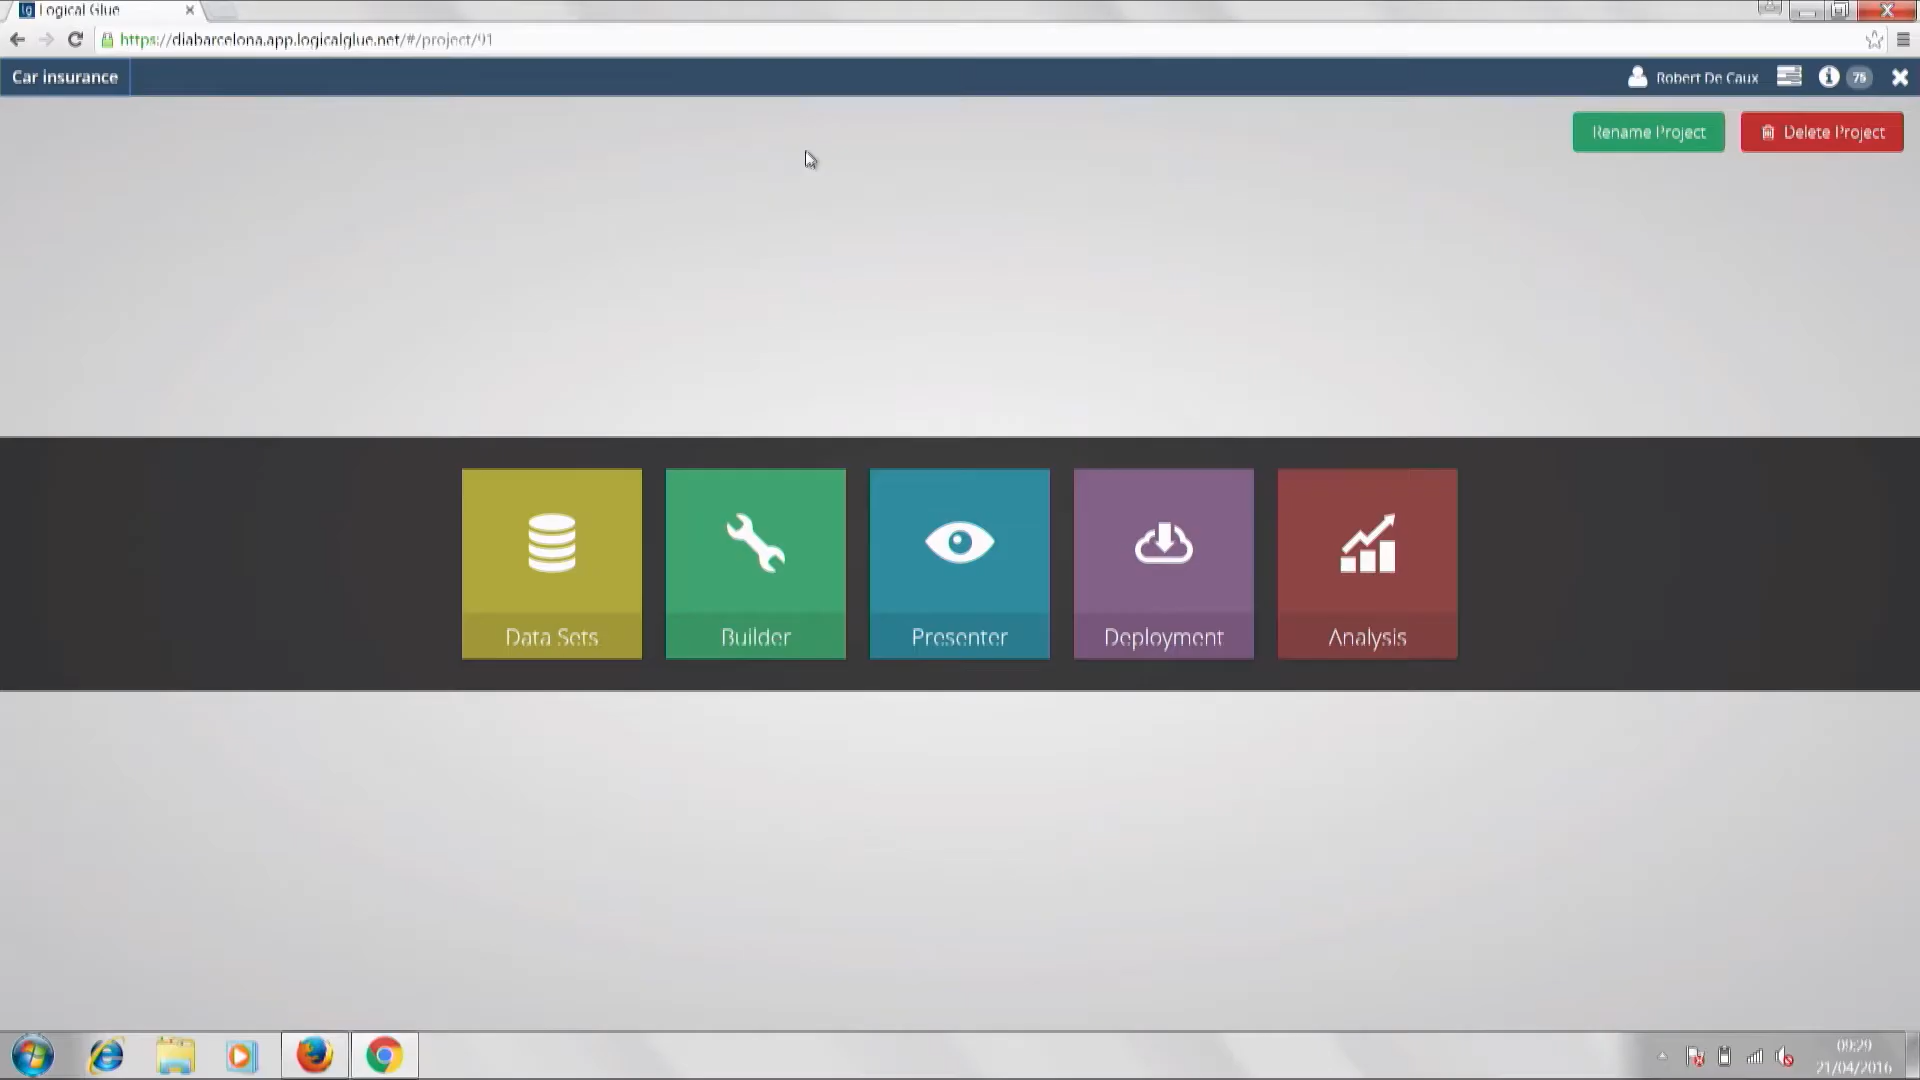 lg Logical Glue
https://diabarcelona.app.logicalglue.net/#/project/91
Car insurance
Robert De Caux
75
Rename Project
Delete Project
Data Sets
Builder
Presenter
Deployment
Analysis
09:29
21/04/2016